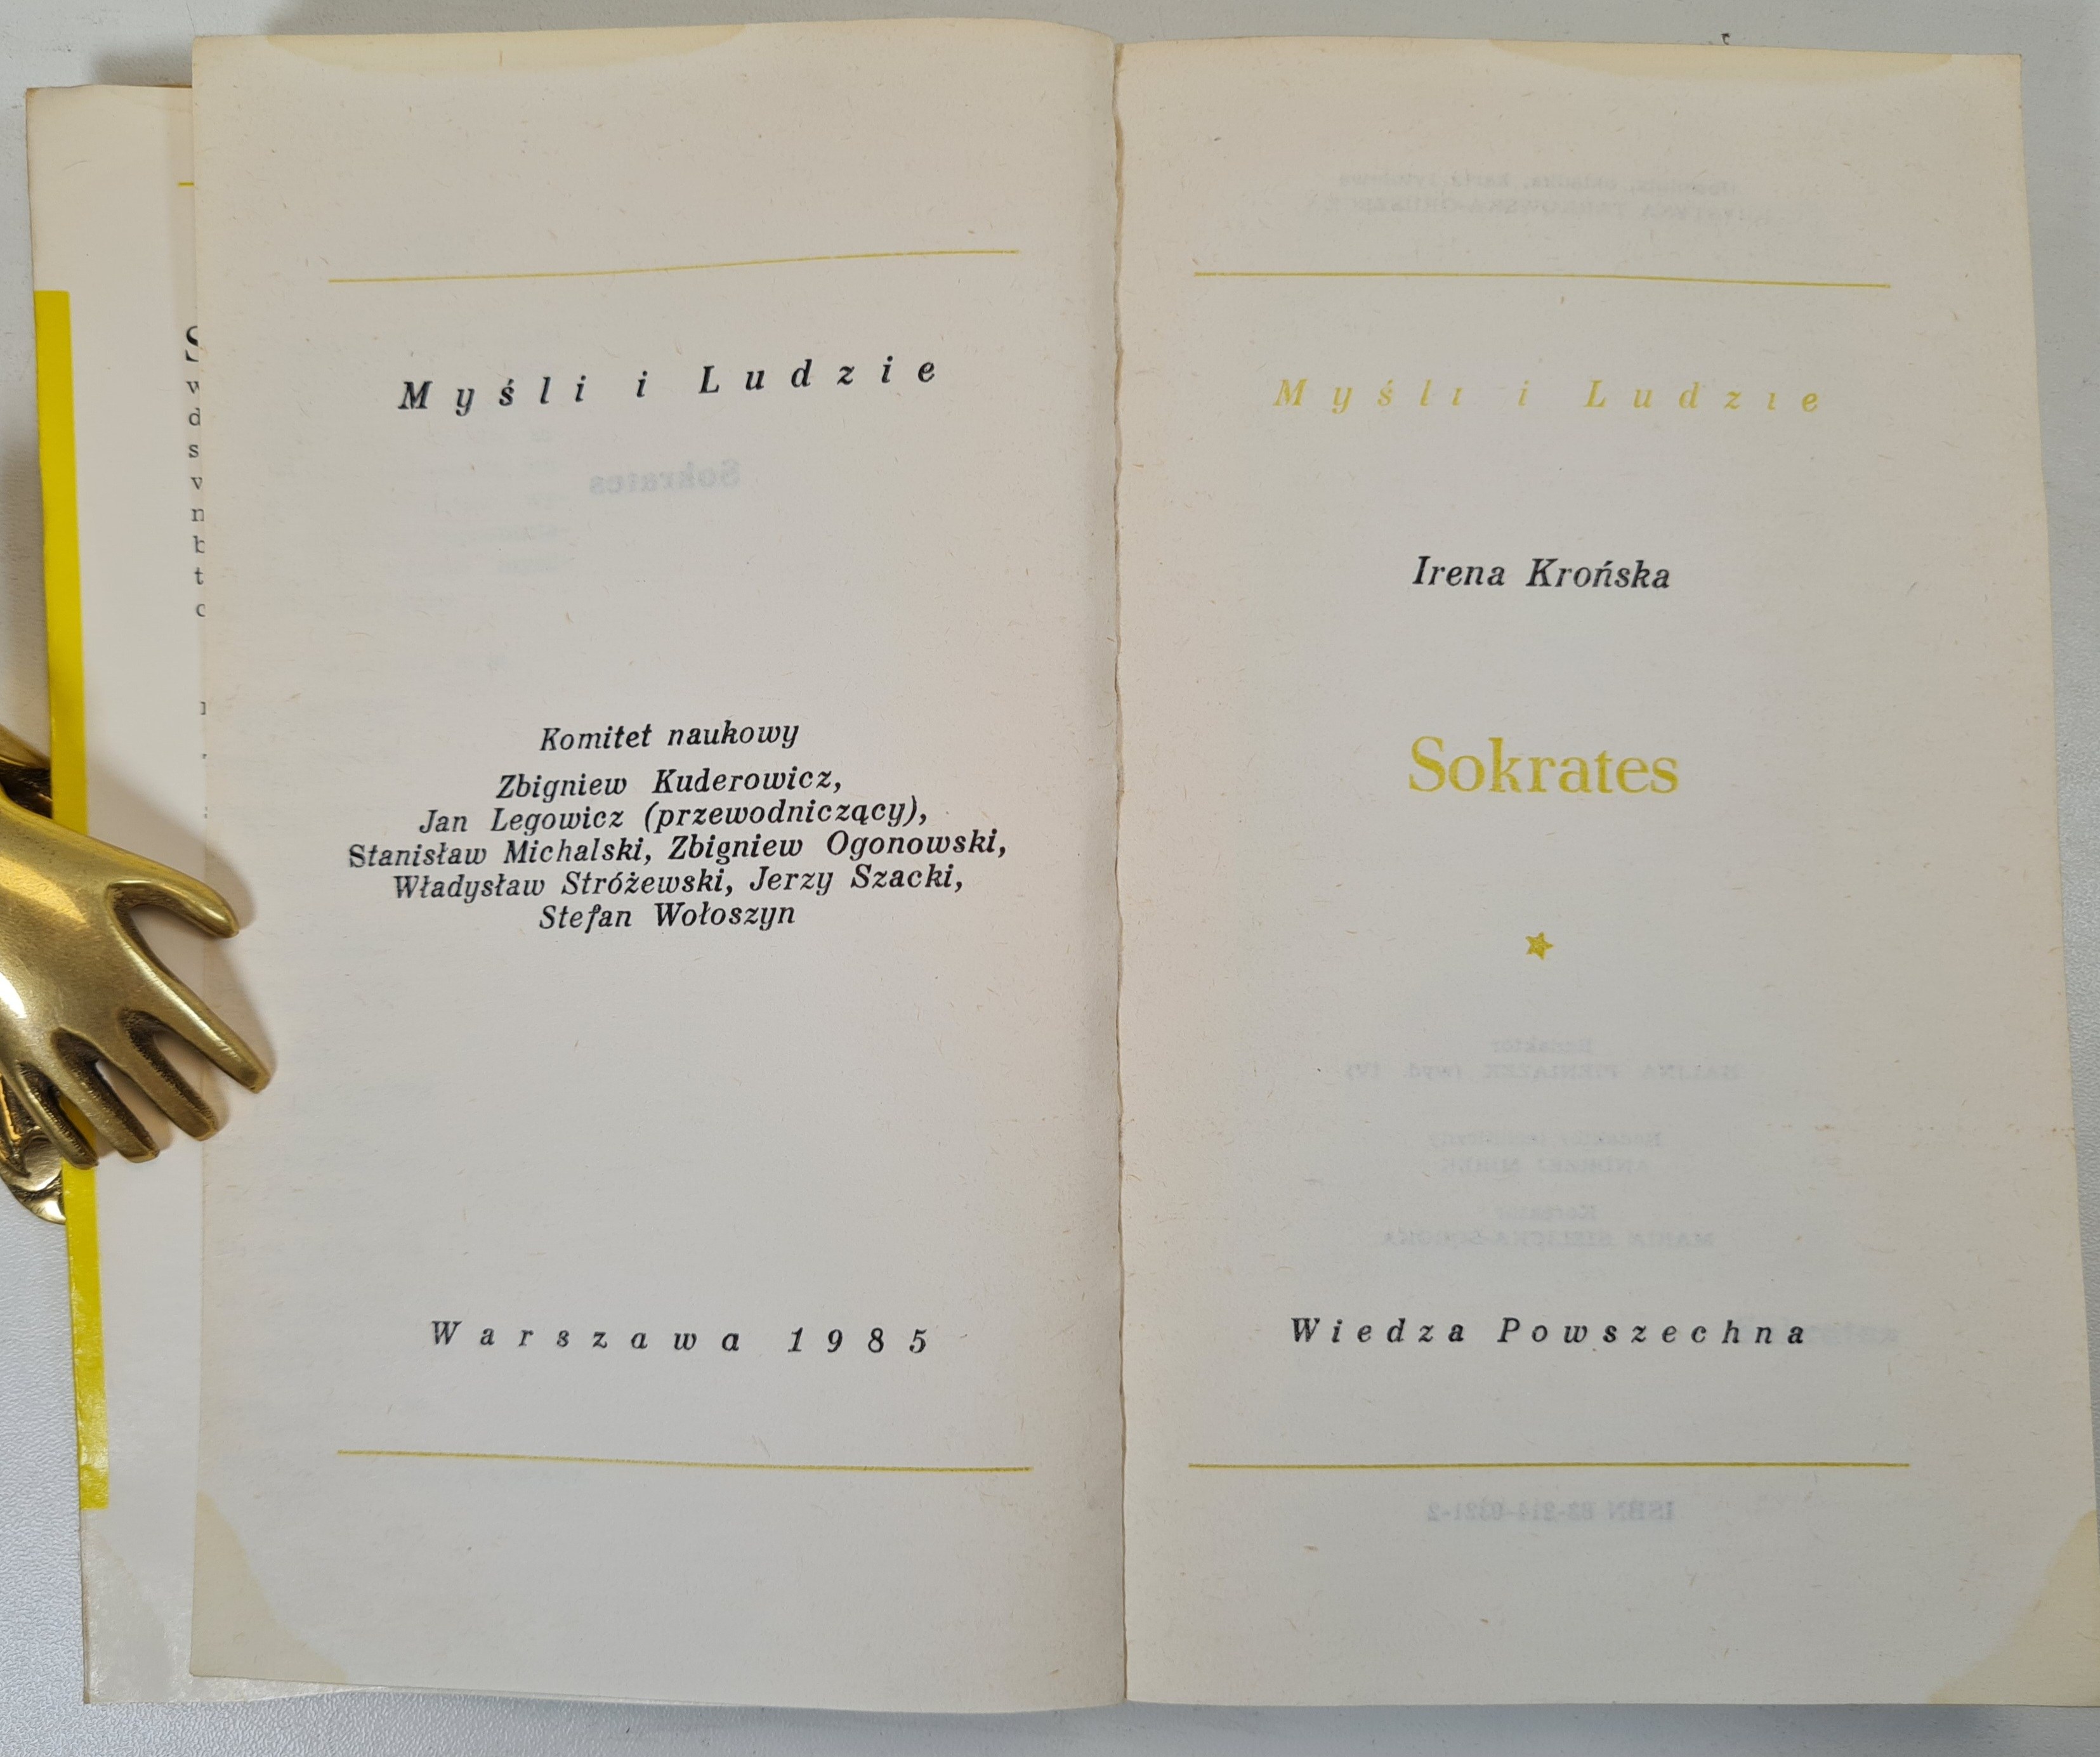 Myśli i Ludzie
Komitet naukowy
Zbigniew Kuderowicz,
Jan Legowicz (przewodniczący),
Stanisław Michalski, Zbigniew Ogonowski,
Władysław Stróżewski, Jerzy Szacki,
Stefan Wołoszyn
Warszawa 1985
Myśli i Ludzie
Irena Krońska
Sokrates
Wiedza Powszechna